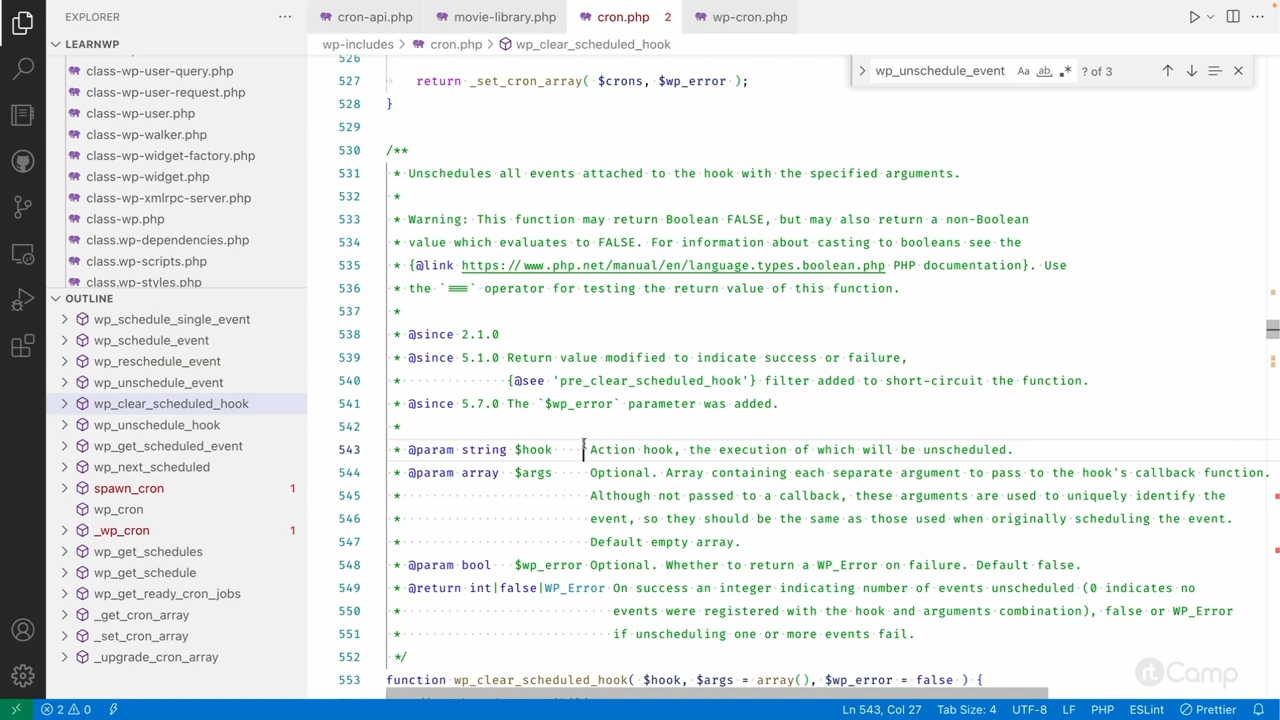 EXPLORER
LEARNWP
class-wp-user-query.php
class-wp-user-request.php
class-wp-user.php
class-wp-walker.php
class-wp-widget-factory.php
class-wp-widget.php
class-wp-xmlrpc-server.php
class-wp.php
class.wp-dependencies.php
class.wp-scripts.php
class.wp-styles.php
OUTLINE
wp_schedule_single_event
wp_schedule_event
wp_reschedule_event
wp_unschedule_event
wp_clear_scheduled_hook
wp_unschedule_hook
wp_get_scheduled_event
wp_next_scheduled
spawn_cron 1
wp_cron
_wp_cron 1
wp_get_schedules
wp_get_schedule
wp_get_ready_cron_jobs
_get_cron_array
_set_cron_array
_upgrade_cron_array
cron-api.php movie-library.php cron.php 2 wp-cron.php
wp-includes > cron.php > wp_clear_scheduled_hook
wp_unschedule_event Aa ab ? of 3
526
527 return _set_cron_array( $crons, $wp_error );
528 }
529
530 /**
531 * Unschedules all events attached to the hook with the specified arguments.
532 *
533 * Warning: This function may return Boolean FALSE, but may also return a non-Boolean
534 * value which evaluates to FALSE. For information about casting to booleans see the
535 * {@link https://www.php.net/manual/en/language.types.boolean.php PHP documentation}. Use
536 * the `===` operator for testing the return value of this function.
537 *
538 * @since 2.1.0
539 * @since 5.1.0 Return value modified to indicate success or failure,
540 * {@see 'pre_clear_scheduled_hook'} filter added to short-circuit the function.
541 * @since 5.7.0 The `$wp_error` parameter was added.
542 *
543 * @param string $hook Action hook, the execution of which will be unscheduled.
544 * @param array $args Optional. Array containing each separate argument to pass to the hook's callback function.
545 * Although not passed to a callback, these arguments are used to uniquely identify the
546 * event, so they should be the same as those used when originally scheduling the event.
547 * Default empty array.
548 * @param bool $wp_error Optional. Whether to return a WP_Error on failure. Default false.
549 * @return int|false|WP_Error On success an integer indicating number of events unscheduled (0 indicates no
550 * events were registered with the hook and arguments combination), false or WP_Error
551 * if unscheduling one or more events fail.
552 */
553 function wp_clear_scheduled_hook( $hook, $args = array(), $wp_error = false ) {
rtCamp
2 0 Ln 543, Col 27 Tab Size: 4 UTF-8 LF PHP ESLint Prettier